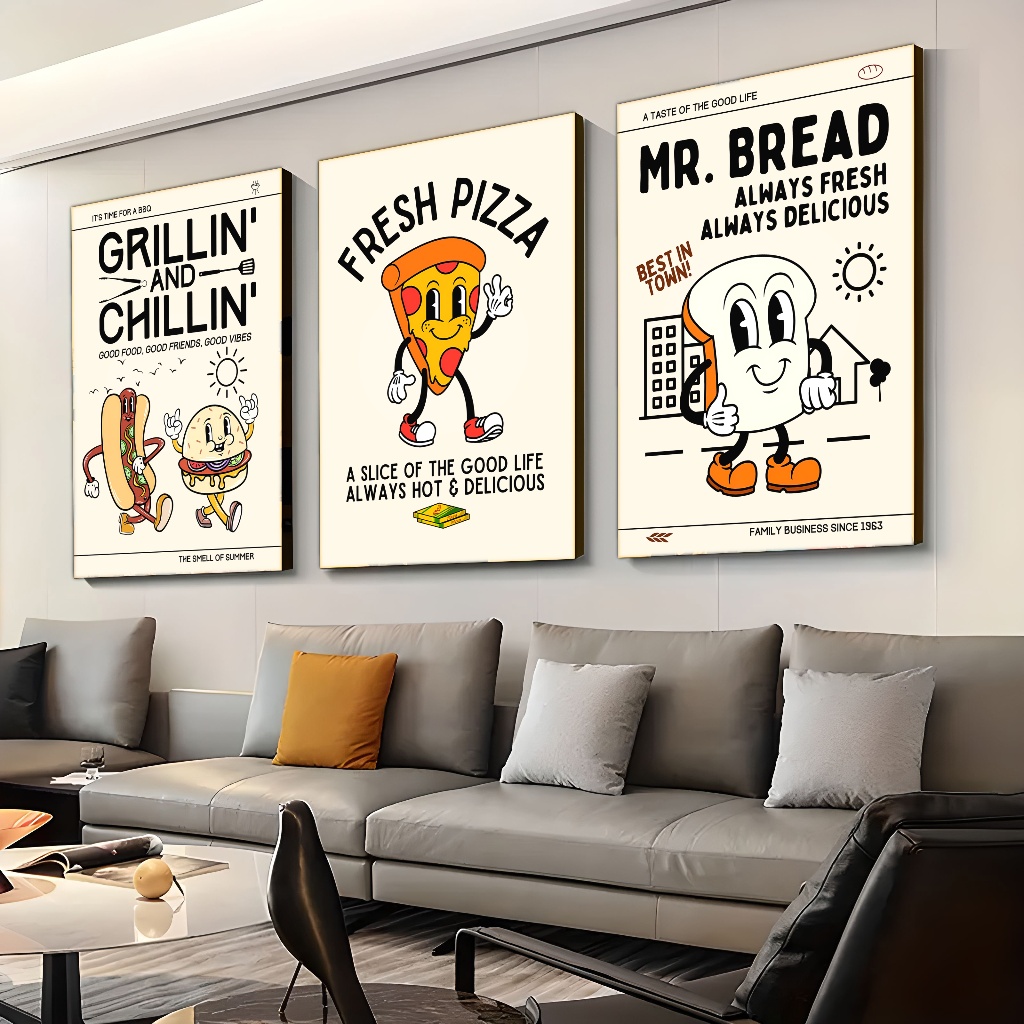 IT'S TIME FOR A BBQ
GRILLIN'
AND
CHILLIN'
GOOD FOOD, GOOD FRIENDS, GOOD VIBES
THE SMELL OF SUMMER
FRESH PIZZA
A SLICE OF THE GOOD LIFE
ALWAYS HOT & DELICIOUS
A TASTE OF THE GOOD LIFE
MR. BREAD
ALWAYS FRESH
ALWAYS DELICIOUS
BEST IN
TOWN!
FAMILY BUSINESS SINCE 1963